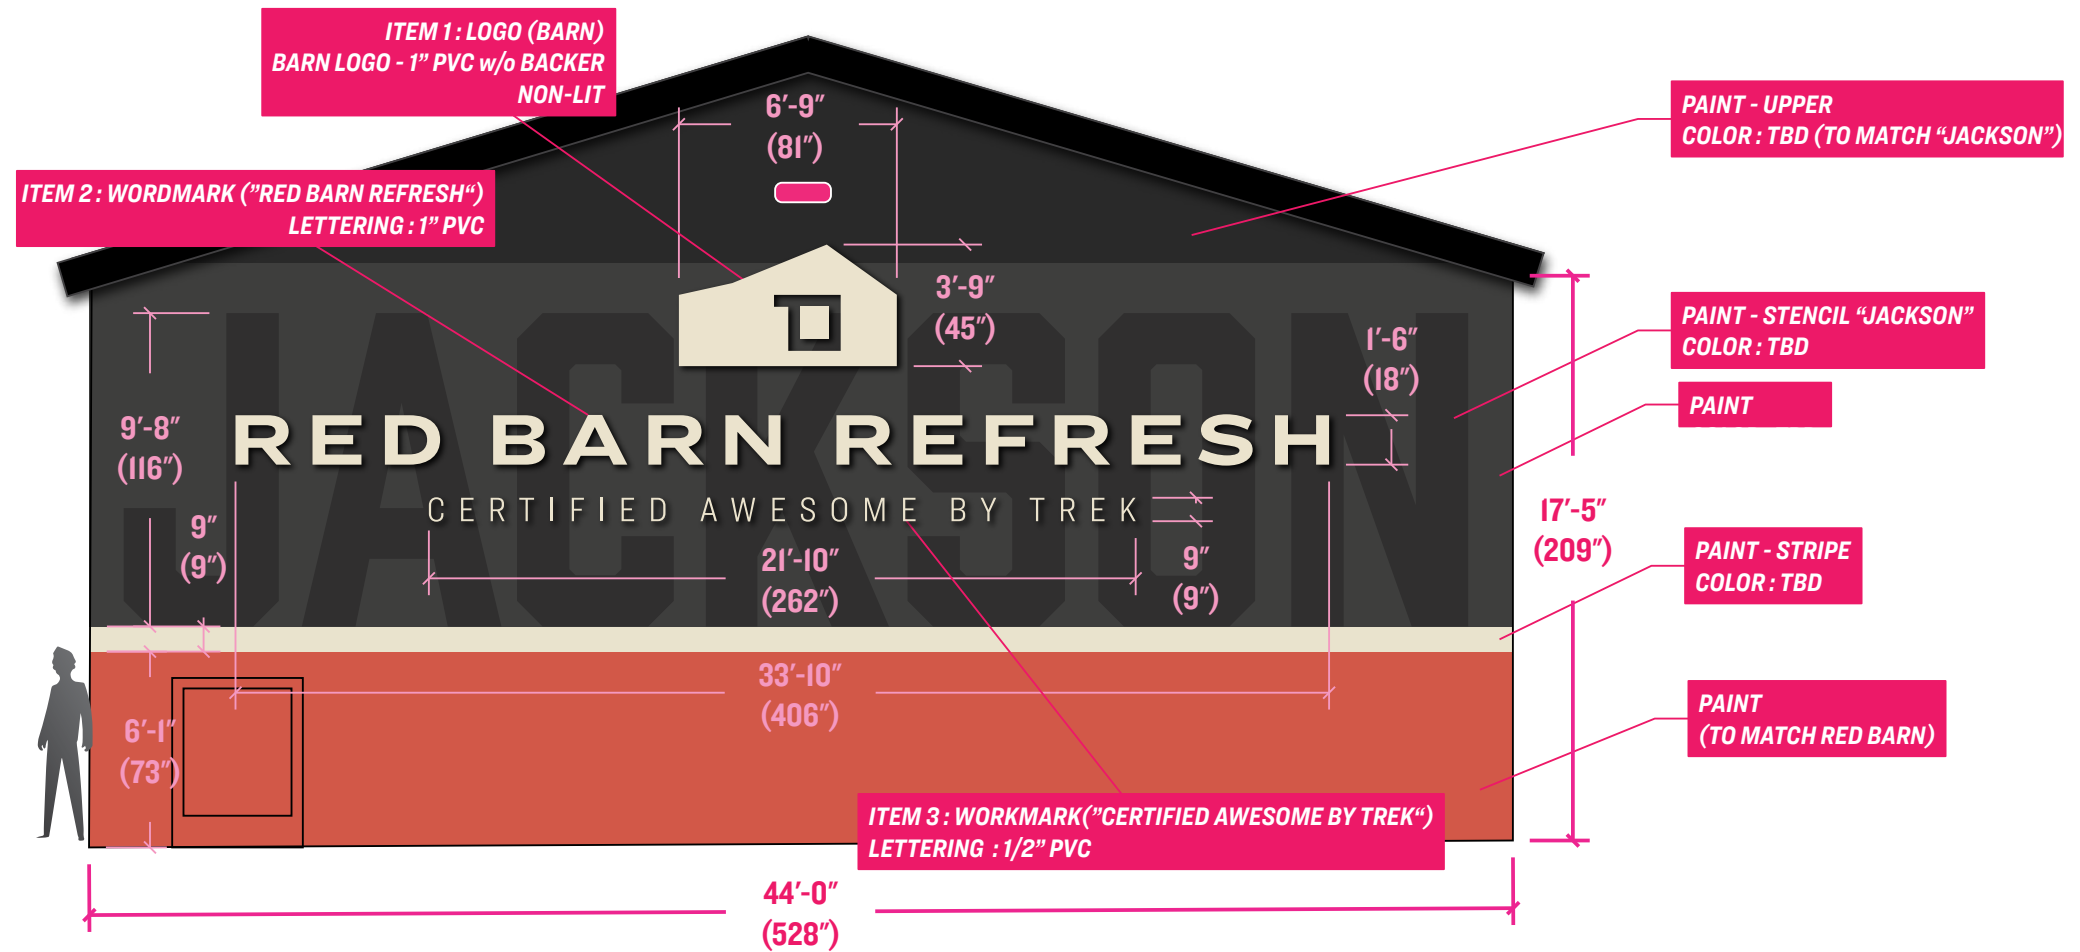 ITEM 1 : LOGO (BARN)
BARN LOGO - 1” PVC w/o BACKER
NON-LIT
6′-9″
(81″)
PAINT - UPPER
COLOR : TBD (TO MATCH “JACKSON”)
ITEM 2 : WORDMARK (”RED BARN REFRESH“)
LETTERING : 1” PVC
3′-9″
(45″)
PAINT - STENCIL “JACKSON”
COLOR : TBD
1′-6″
(18″)
PAINT
JACKSON
9′-8″
(116″)
RED BARN REFRESH
CERTIFIED AWESOME BY TREK
9″
(9″)
21′-10″
(262″)
9″
(9″)
17′-5″
(209″)
PAINT - STRIPE
COLOR : TBD
33′-10″
(406″)
6′-1″
(73″)
PAINT
(TO MATCH RED BARN)
ITEM 3 : WORKMARK(”CERTIFIED AWESOME BY TREK“)
LETTERING : 1/2” PVC
44′-0″
(528″)